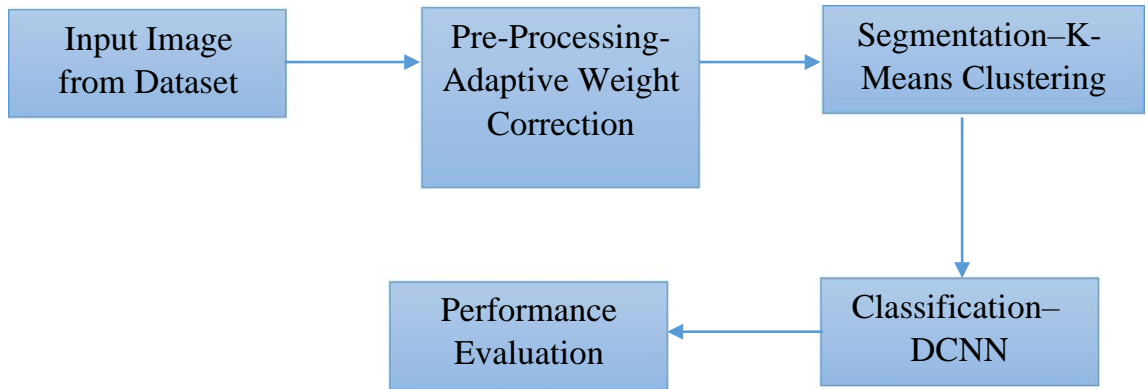 Input Image
from Dataset
Pre-Processing-
Adaptive Weight
Correction
Segmentation–K-
Means Clustering
Classification–
DCNN
Performance
Evaluation